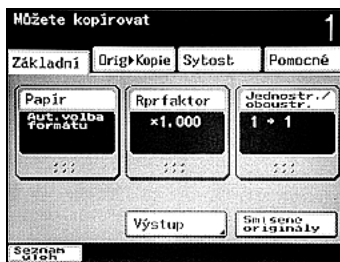 Můžete kopírovat 1
Základní Orig▸Kopie Sytost Pomocné
Papír
Aut.volba
formátu
Rprfaktor
×1.000
Jednostr./
oboustr.
1 → 1
Výstup
Smísené
originály
Seznam
úloh